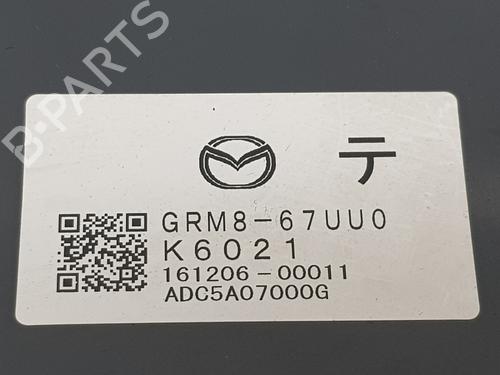 B-PARTS
テ
GRM8-67UU0
K6021
161206-00011
ADC5A07000G